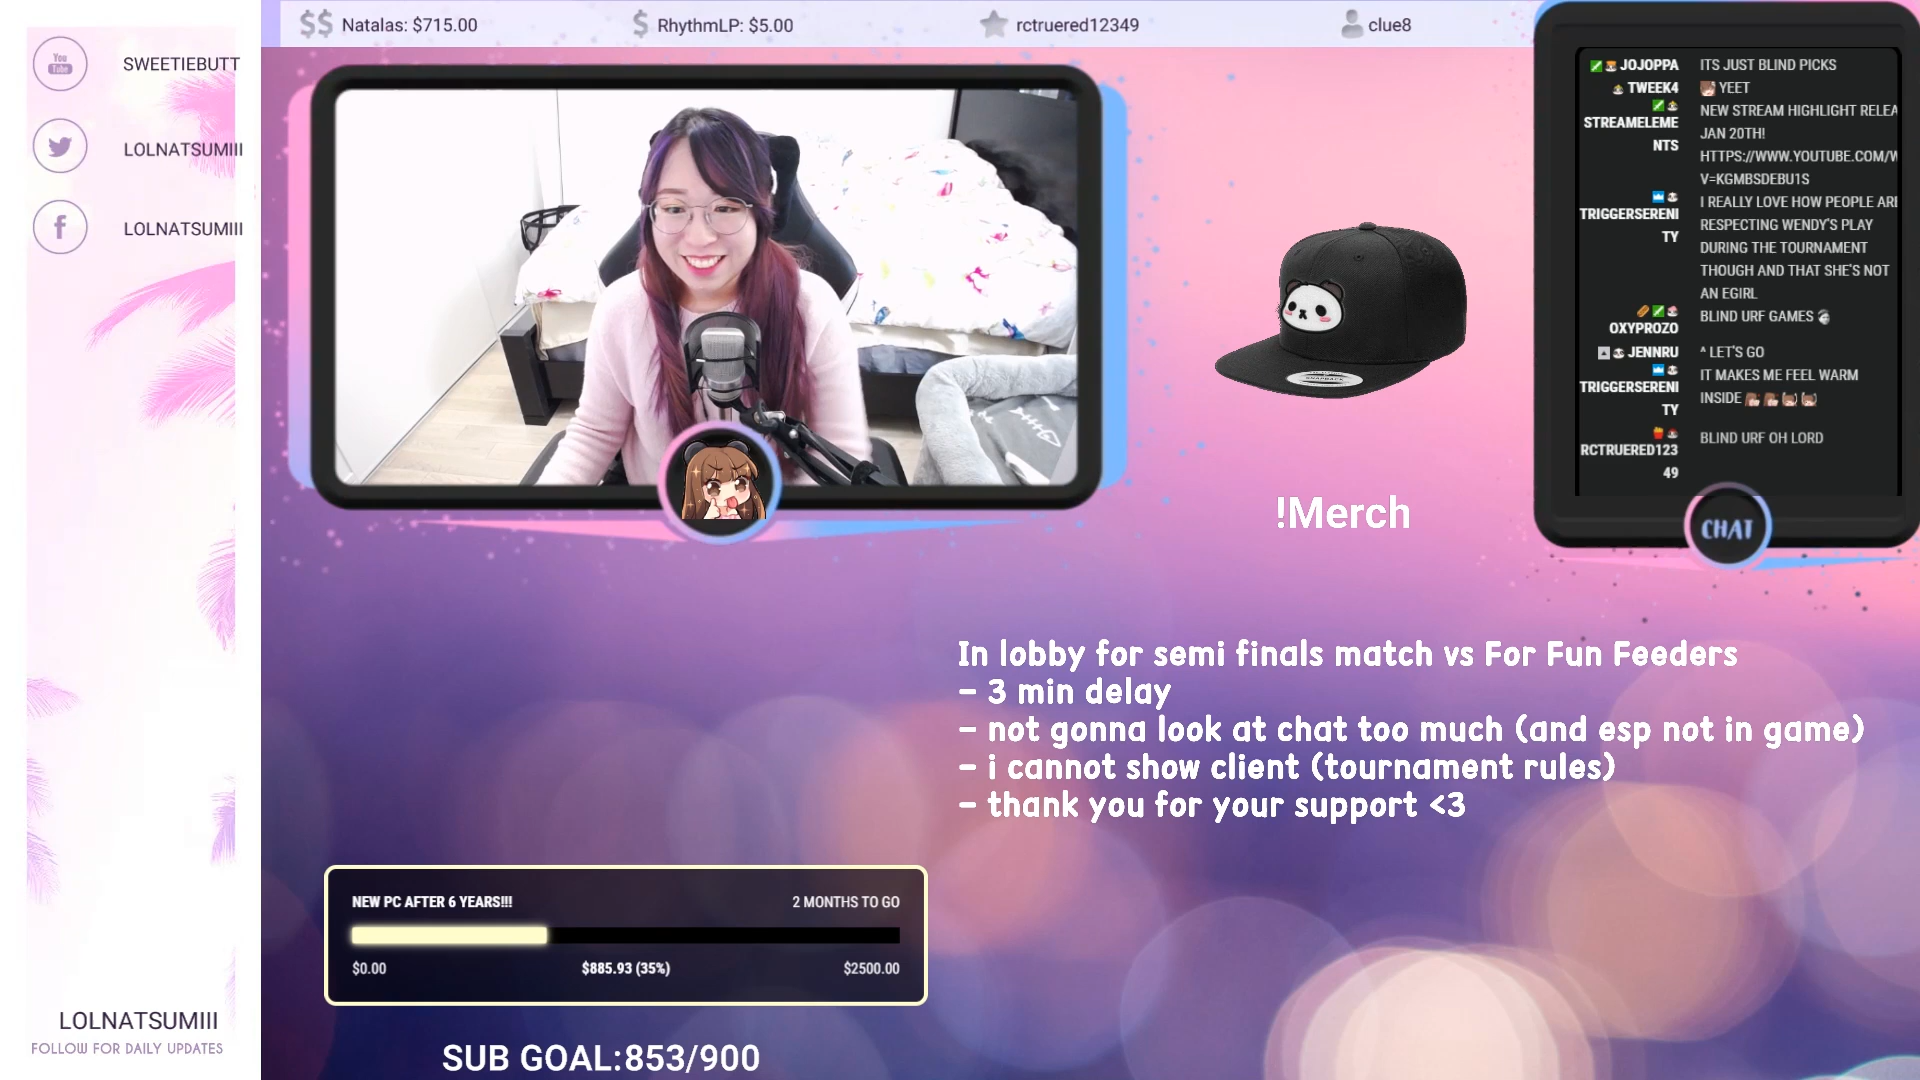 $$ Natalas: $715.00
$ RhythmLP: $5.00
rctruered12349
clue8
You
Tube
SWEETIEBUTT
LOLNATSUMIII
f
LOLNATSUMIII
JOJOPPA ITS JUST BLIND PICKS
TWEEK4 YEET
STREAMELEME
NTS
NEW STREAM HIGHLIGHT RELEA
JAN 20TH!
HTTPS://WWW.YOUTUBE.COM/W
V=KGMBSDEBU1S
TRIGGERSERENI
TY
I REALLY LOVE HOW PEOPLE ARE
RESPECTING WENDY'S PLAY
DURING THE TOURNAMENT
THOUGH AND THAT SHE'S NOT
AN EGIRL
OXYPROZO
BLIND URF GAMES
JENNRU ^ LET'S GO
TRIGGERSERENI
TY
IT MAKES ME FEEL WARM
INSIDE
RCTRUERED123
49
BLIND URF OH LORD
CHAT
SNAPBACK
!Merch
In lobby for semi finals match vs For Fun Feeders
- 3 min delay
- not gonna look at chat too much (and esp not in game)
- i cannot show client (tournament rules)
- thank you for your support <3
NEW PC AFTER 6 YEARS!!! 2 MONTHS TO GO
$0.00 $885.93 (35%) $2500.00
SUB GOAL:853/900
LOLNATSUMIII
FOLLOW FOR DAILY UPDATES